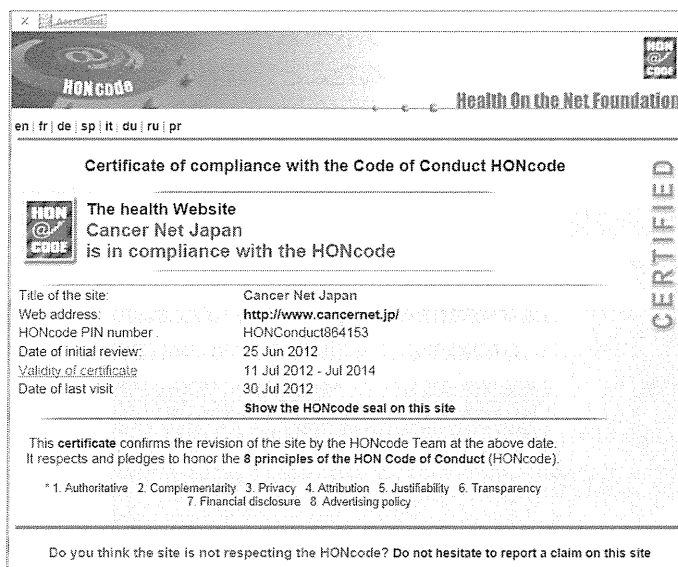 × Accredited
HONcode
HON
@
CODE
Health On the Net Foundation
en | fr | de | sp | it | du | ru | pr
Certificate of compliance with the Code of Conduct HONcode
CERTIFIED
HON
@
CODE
The health Website
Cancer Net Japan
is in compliance with the HONcode
Title of the site: Cancer Net Japan
Web address: http://www.cancernet.jp/
HONcode PIN number: HONConduct864153
Date of initial review: 25 Jun 2012
Validity of certificate 11 Jul 2012 - Jul 2014
Date of last visit 30 Jul 2012
Show the HONcode seal on this site
This certificate confirms the revision of the site by the HONcode Team at the above date.
It respects and pledges to honor the 8 principles of the HON Code of Conduct (HONcode).
* 1. Authoritative 2. Complementarity 3. Privacy 4. Attribution 5. Justifiability 6. Transparency
7. Financial disclosure 8. Advertising policy
Do you think the site is not respecting the HONcode? Do not hesitate to report a claim on this site